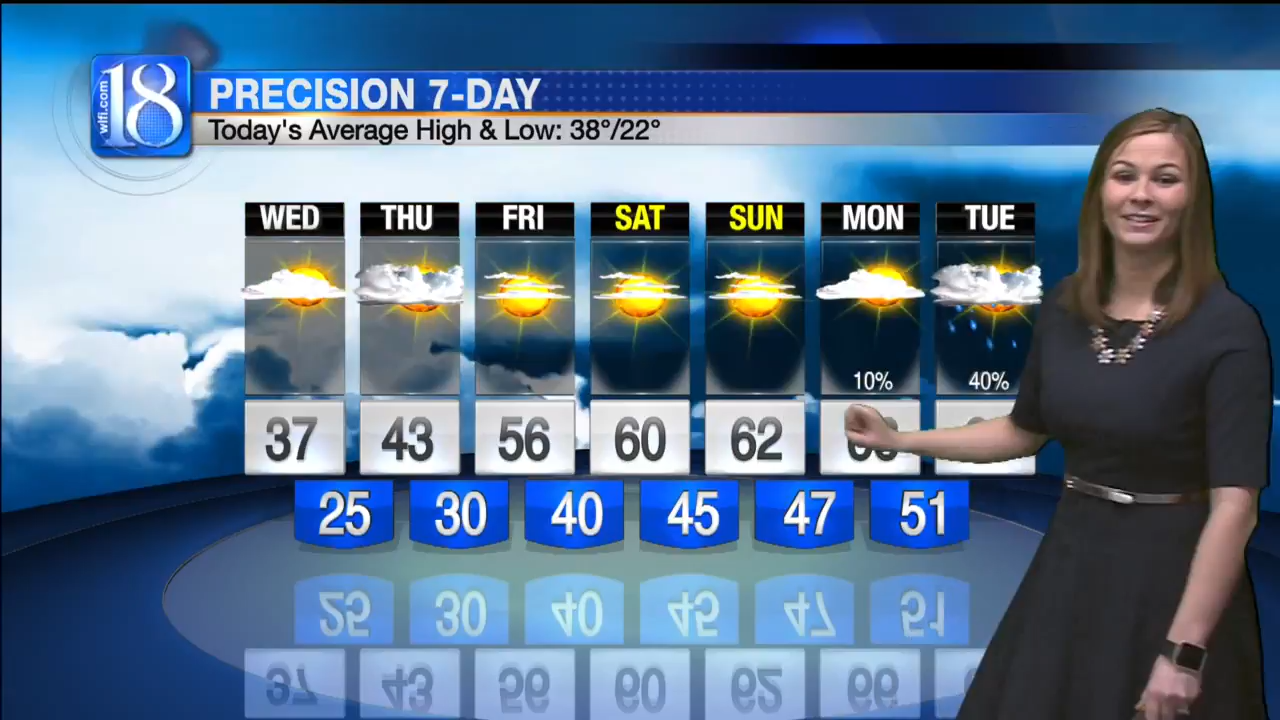 wlfi.com
18
PRECISION 7-DAY
Today's Average High & Low: 38°/22°
WED THU FRI SAT SUN MON TUE
10% 40%
37 43 56 60 62
25 30 40 45 47 51